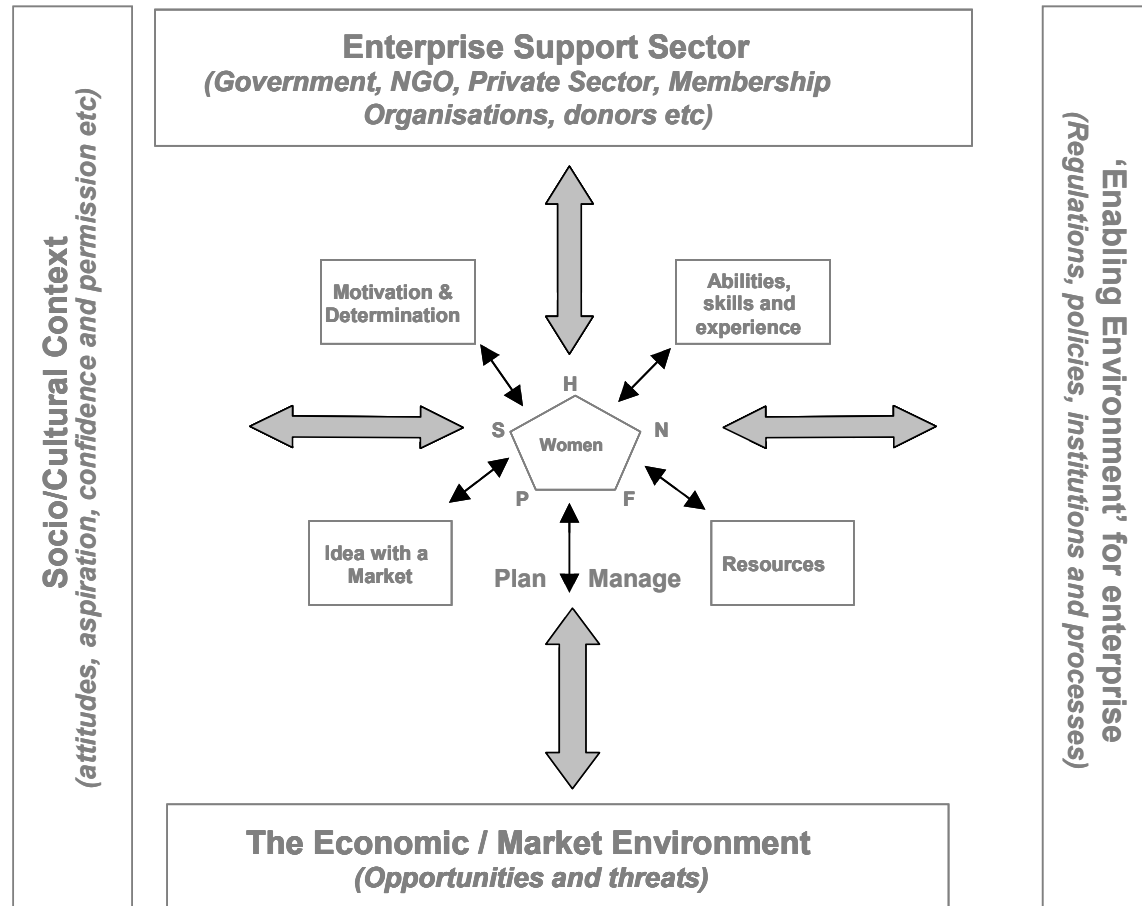 Enterprise Support Sector
(Government, NGO, Private Sector, Membership
Organisations, donors etc)
Socio/Cultural Context
(attitudes, aspiration, confidence and permission etc)
'Enabling Environment' for enterprise
(Regulations, policies, institutions and processes)
Motivation &
Determination
Abilities,
skills and
experience
H
S
N
Women
P
F
Idea with a
Market
Plan
Manage
Resources
The Economic / Market Environment
(Opportunities and threats)